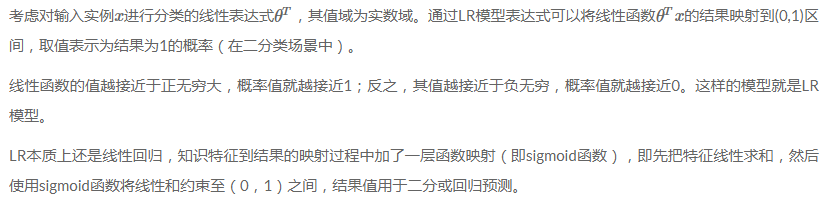 考虑对输入实例x进行分类的线性表达式θᵀ，其值域为实数域。通过LR模型表达式可以将线性函数θᵀx的结果映射到(0,1)区
间，取值表示为结果为1的概率（在二分类场景中）。
线性函数的值越接近于正无穷大，概率值就越接近1；反之，其值越接近于负无穷，概率值就越接近0。这样的模型就是LR
模型。
LR本质上还是线性回归，知识特征到结果的映射过程中加了一层函数映射（即sigmoid函数），即先把特征线性求和，然后
使用sigmoid函数将线性和约束至（0，1）之间，结果值用于二分或回归预测。